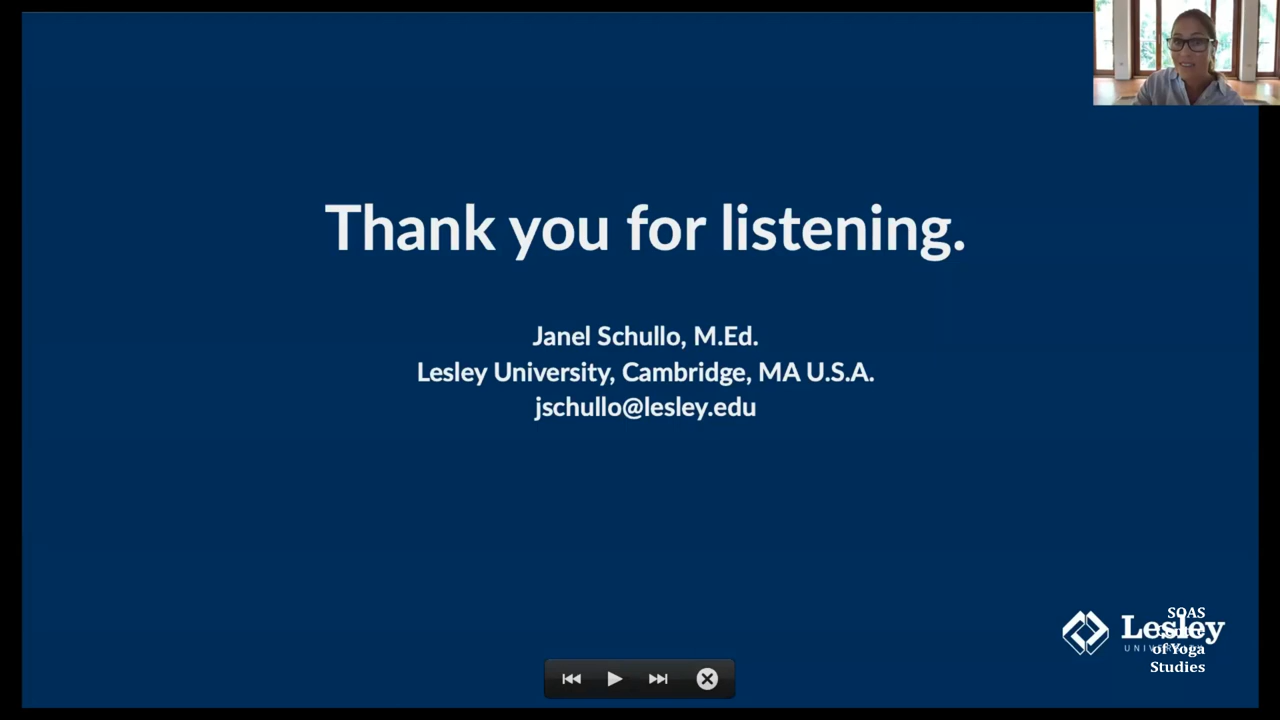 Thank you for listening.
Janel Schullo, M.Ed.
Lesley University, Cambridge, MA U.S.A.
jschullo@lesley.edu
Lesley
SOAS
of Yoga
Studies